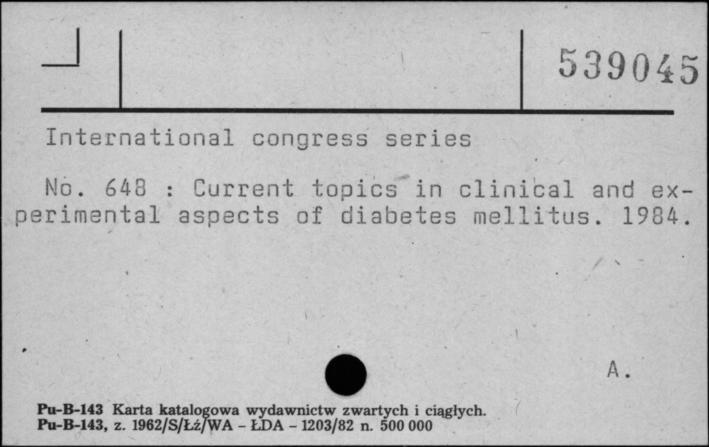 539045
International congress series
No. 648 : Current topics in clinical and ex-
perimental aspects of diabetes mellitus. 1984.
A.
Pu-B-143 Karta katalogowa wydawnictw zwartych i ciągłych.
Pu-B-143, z. 1962/S/Łż/WA - ŁDA - 1203/82 n. 500 000